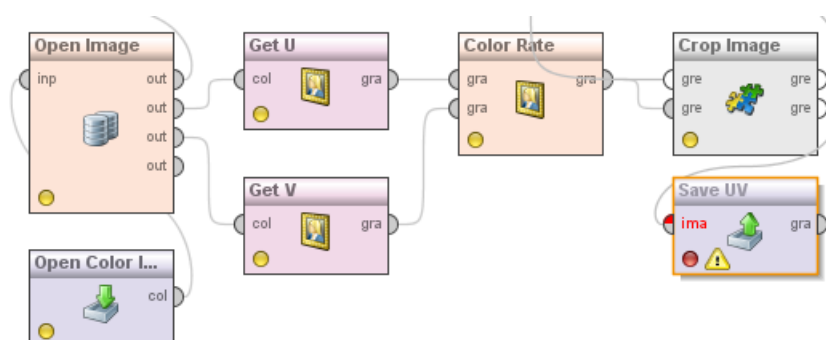 Open Image
inp
out
out
out
out
Get U
col
gra
Color Rate
gra
gra
gra
Crop Image
gre
gre
gre
gre
Get V
col
gra
Save UV
ima
gra
Open Color I...
col